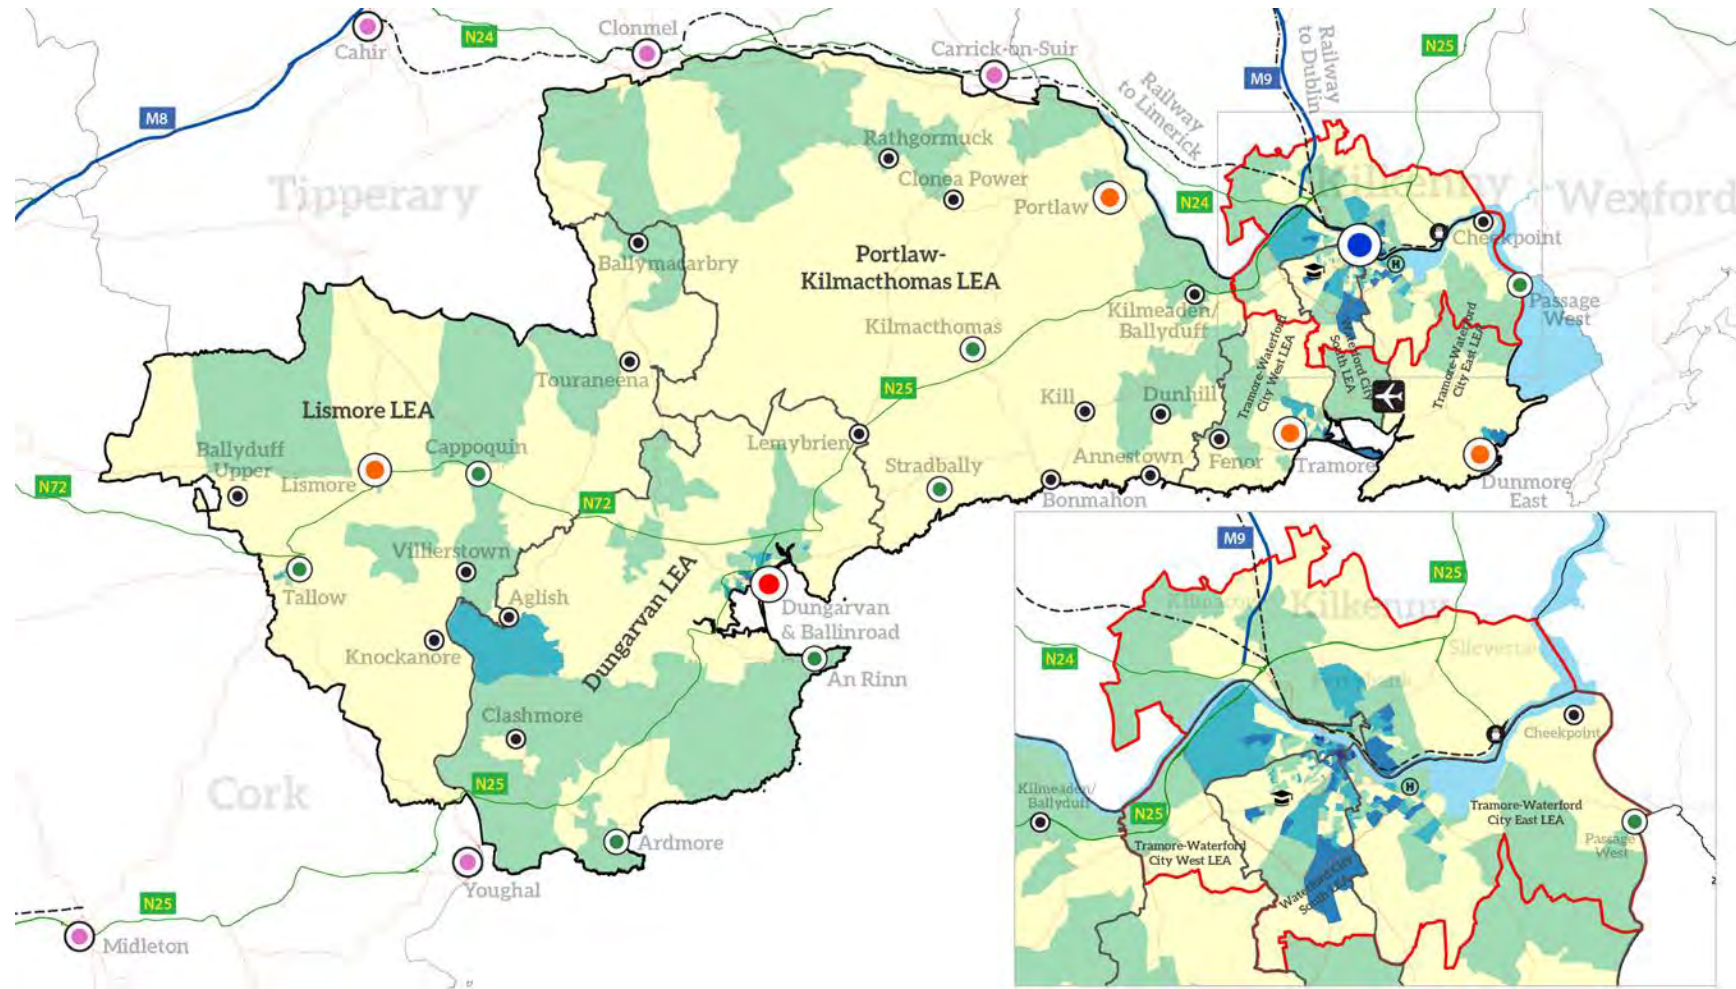 Cahir
N24
Clonmel
Carrick-on-Suir
N25
M9
Railway
to Dublin
Railway
to Limerick
M8
Tipperary
Rathgormuck
Clonea Power
Portlaw
N24
Kilkenny
Wexford
Cheekpoint
H
Ballymacarbry
Portlaw-
Kilmacthomas LEA
Kilmeaden/
Ballyduff
Passage
West
Kilmacthomas
Touraneena
N25
Tramore-Waterford
City West LEA
Waterford City
South LEA
Tramore-Waterford
City East LEA
Lismore LEA
Kill
Dunhill
Ballyduff
Upper
Cappoquin
Lemybrien
Lismore
Stradbally
Annestown
Fenor
Tramore
N72
N72
Bonmahon
Dunmore
East
Villierstown
Tallow
Aglish
Dungarvan LEA
Dungarvan
& Ballinroad
Knockanore
An Rinn
Clashmore
Cork
N25
Ardmore
Youghal
N25
Midleton
M9
N25
Kilkenny
N24
Cheekpoint
Kilmeaden/
Ballyduff
H
N25
Tramore-Waterford
City East LEA
Tramore-Waterford
City West LEA
Passage
West
Waterford City
South LEA